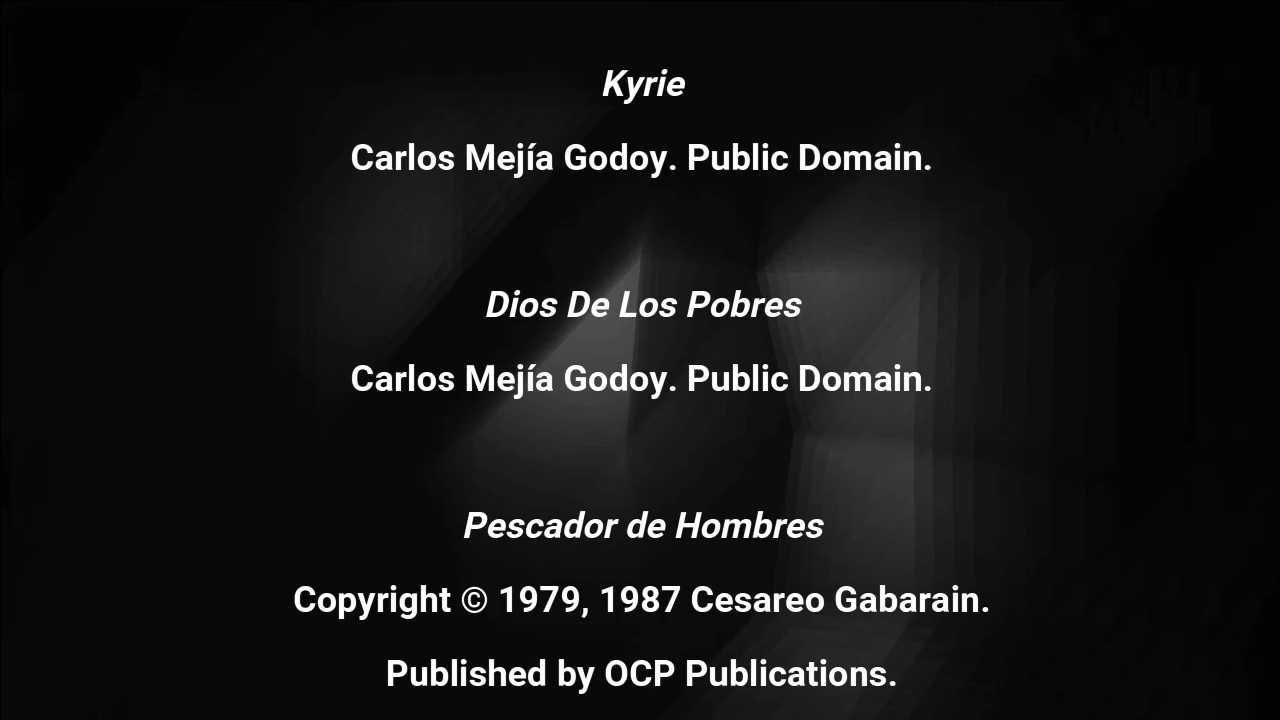 Kyrie
Carlos Mejía Godoy. Public Domain.
Dios De Los Pobres
Carlos Mejía Godoy. Public Domain.
Pescador de Hombres
Copyright © 1979, 1987 Cesareo Gabarain.
Published by OCP Publications.